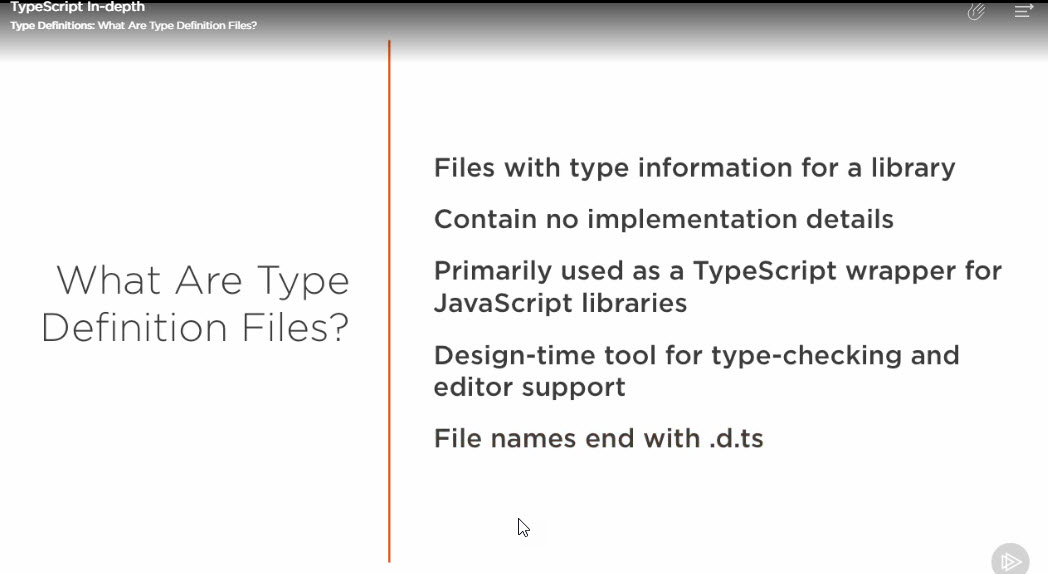 TypeScript In-depth
Type Definitions: What Are Type Definition Files?
What Are Type
Definition Files?
Files with type information for a library
Contain no implementation details
Primarily used as a TypeScript wrapper for
JavaScript libraries
Design-time tool for type-checking and
editor support
File names end with .d.ts